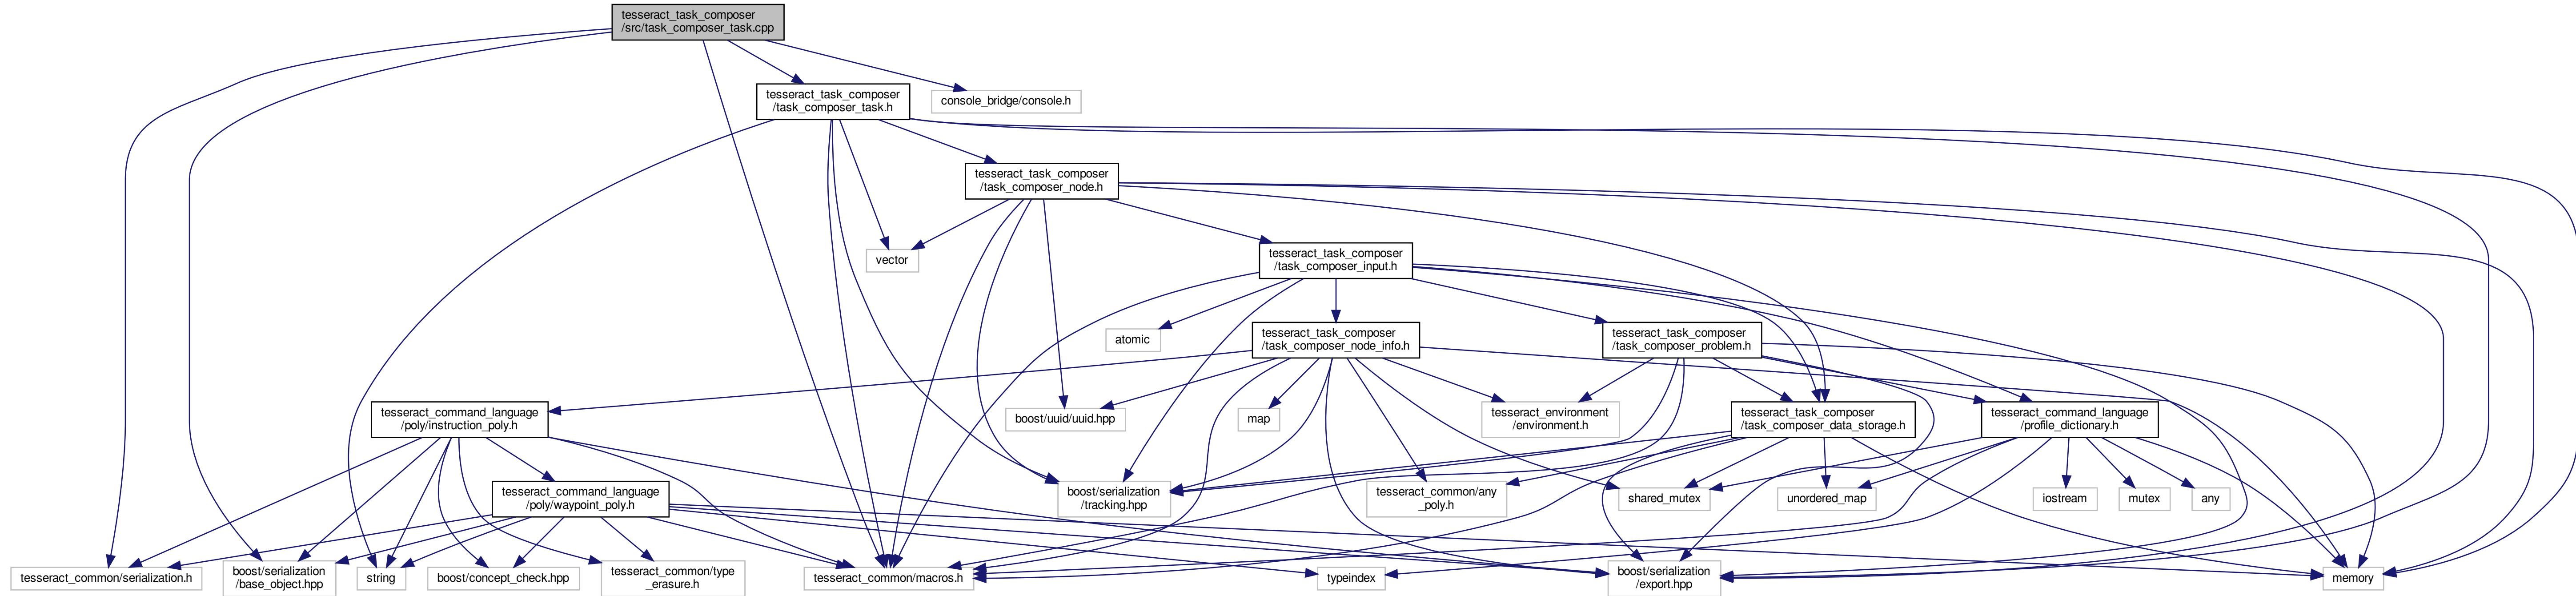 tesseract_task_composer
/src/task_composer_task.cpp
tesseract_task_composer
/task_composer_task.h
console_bridge/console.h
tesseract_task_composer
/task_composer_node.h
vector
tesseract_task_composer
/task_composer_input.h
atomic
tesseract_task_composer
/task_composer_node_info.h
tesseract_task_composer
/task_composer_problem.h
tesseract_command_language
/poly/instruction_poly.h
boost/uuid/uuid.hpp
map
tesseract_environment
/environment.h
tesseract_task_composer
/task_composer_data_storage.h
tesseract_command_language
/profile_dictionary.h
tesseract_command_language
/poly/waypoint_poly.h
boost/serialization
/tracking.hpp
tesseract_common/any
_poly.h
shared_mutex
unordered_map
iostream
mutex
any
tesseract_common/serialization.h
boost/serialization
/base_object.hpp
string
boost/concept_check.hpp
tesseract_common/type
_erasure.h
tesseract_common/macros.h
typeindex
boost/serialization
/export.hpp
memory